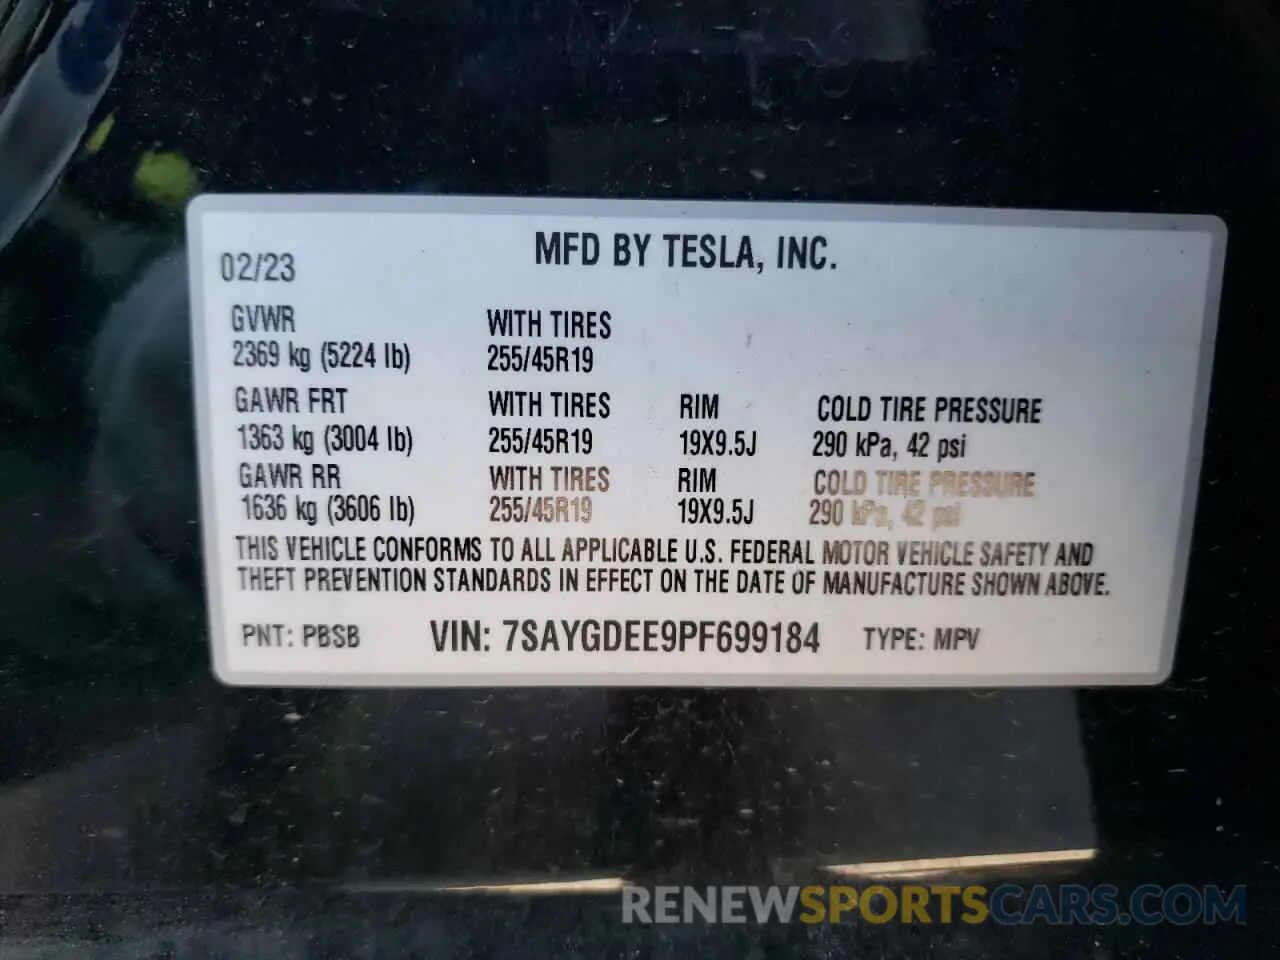 MFD BY TESLA, INC.
02/23
GVWR WITH TIRES
2369 kg (5224 lb) 255/45R19
GAWR FRT WITH TIRES RIM COLD TIRE PRESSURE
1363 kg (3004 lb) 255/45R19 19X9.5J 290 kPa, 42 psi
GAWR RR WITH TIRES RIM COLD TIRE PRESSURE
1636 kg (3606 lb) 255/45R19 19X9.5J 290 kPa, 42 psi
THIS VEHICLE CONFORMS TO ALL APPLICABLE U.S. FEDERAL MOTOR VEHICLE SAFETY AND
THEFT PREVENTION STANDARDS IN EFFECT ON THE DATE OF MANUFACTURE SHOWN ABOVE.
PNT: PBSB VIN: 7SAYGDEE9PF699184 TYPE: MPV
RENEWSPORTSCARS.COM